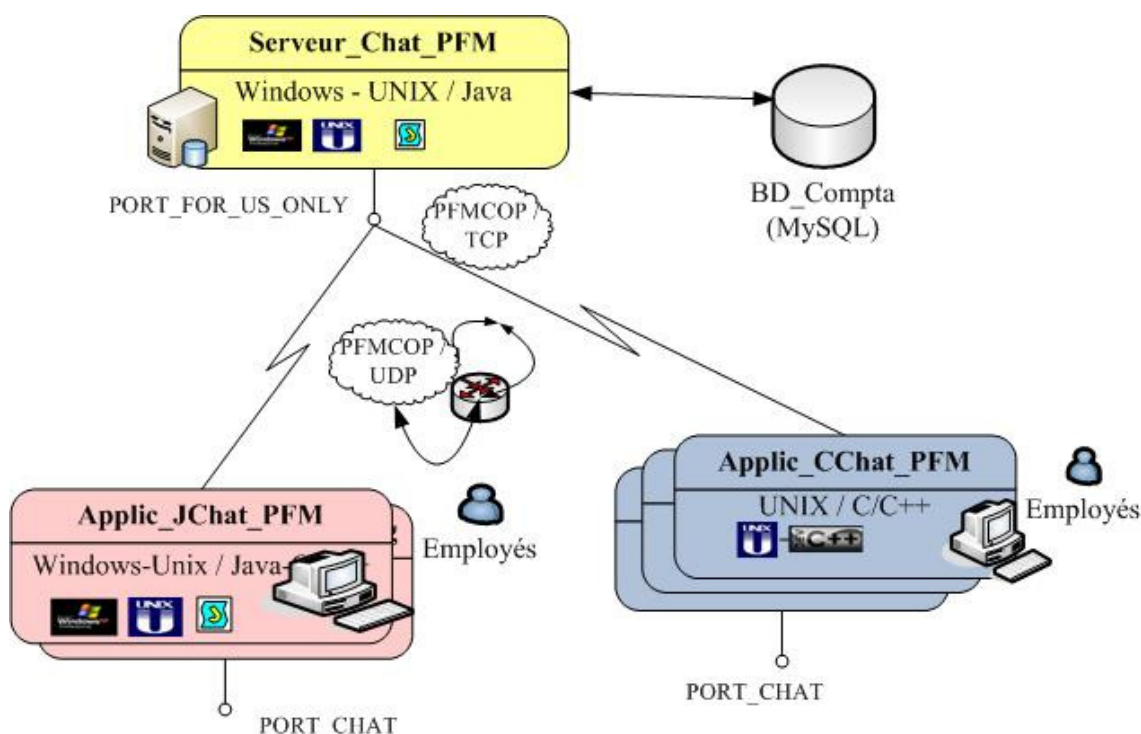 Serveur_Chat_PFM
Windows - UNIX / Java
PORT_FOR_US_ONLY
PFMCOP /
TCP
BD_Compta
(MySQL)
PFMCOP /
UDP
Applic_JChat_PFM
Windows-Unix / Java-
Employés
PORT_CHAT
Applic_CChat_PFM
UNIX / C/C++
C++
Employés
PORT_CHAT